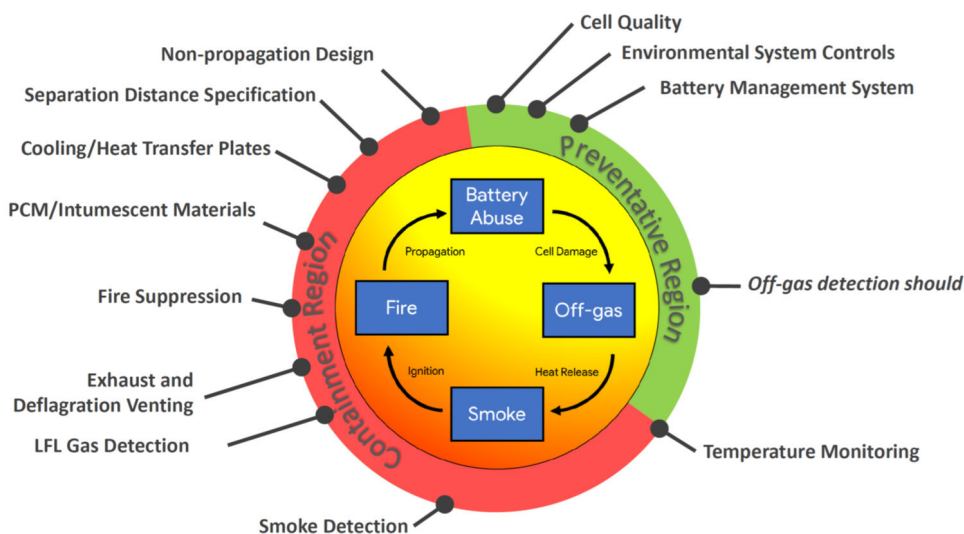 Cell Quality
Non-propagation Design
Environmental System Controls
Separation Distance Specification
Battery Management System
Cooling/Heat Transfer Plates
PCM/Intumescent Materials
Fire Suppression
Exhaust and
Deflagration Venting
LFL Gas Detection
Smoke Detection
Temperature Monitoring
Off-gas detection should
Preventative Region
Containment Region
Battery
Abuse
Propagation
Cell Damage
Fire
Off-gas
Ignition
Heat Release
Smoke